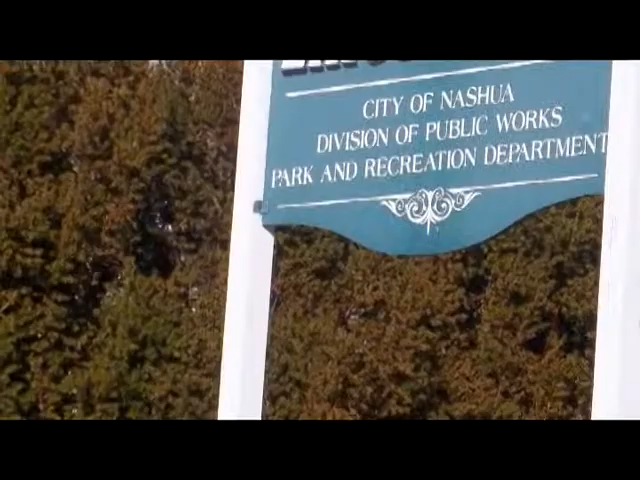 CITY OF NASHUA
DIVISION OF PUBLIC WORKS
PARK AND RECREATION DEPARTMENT